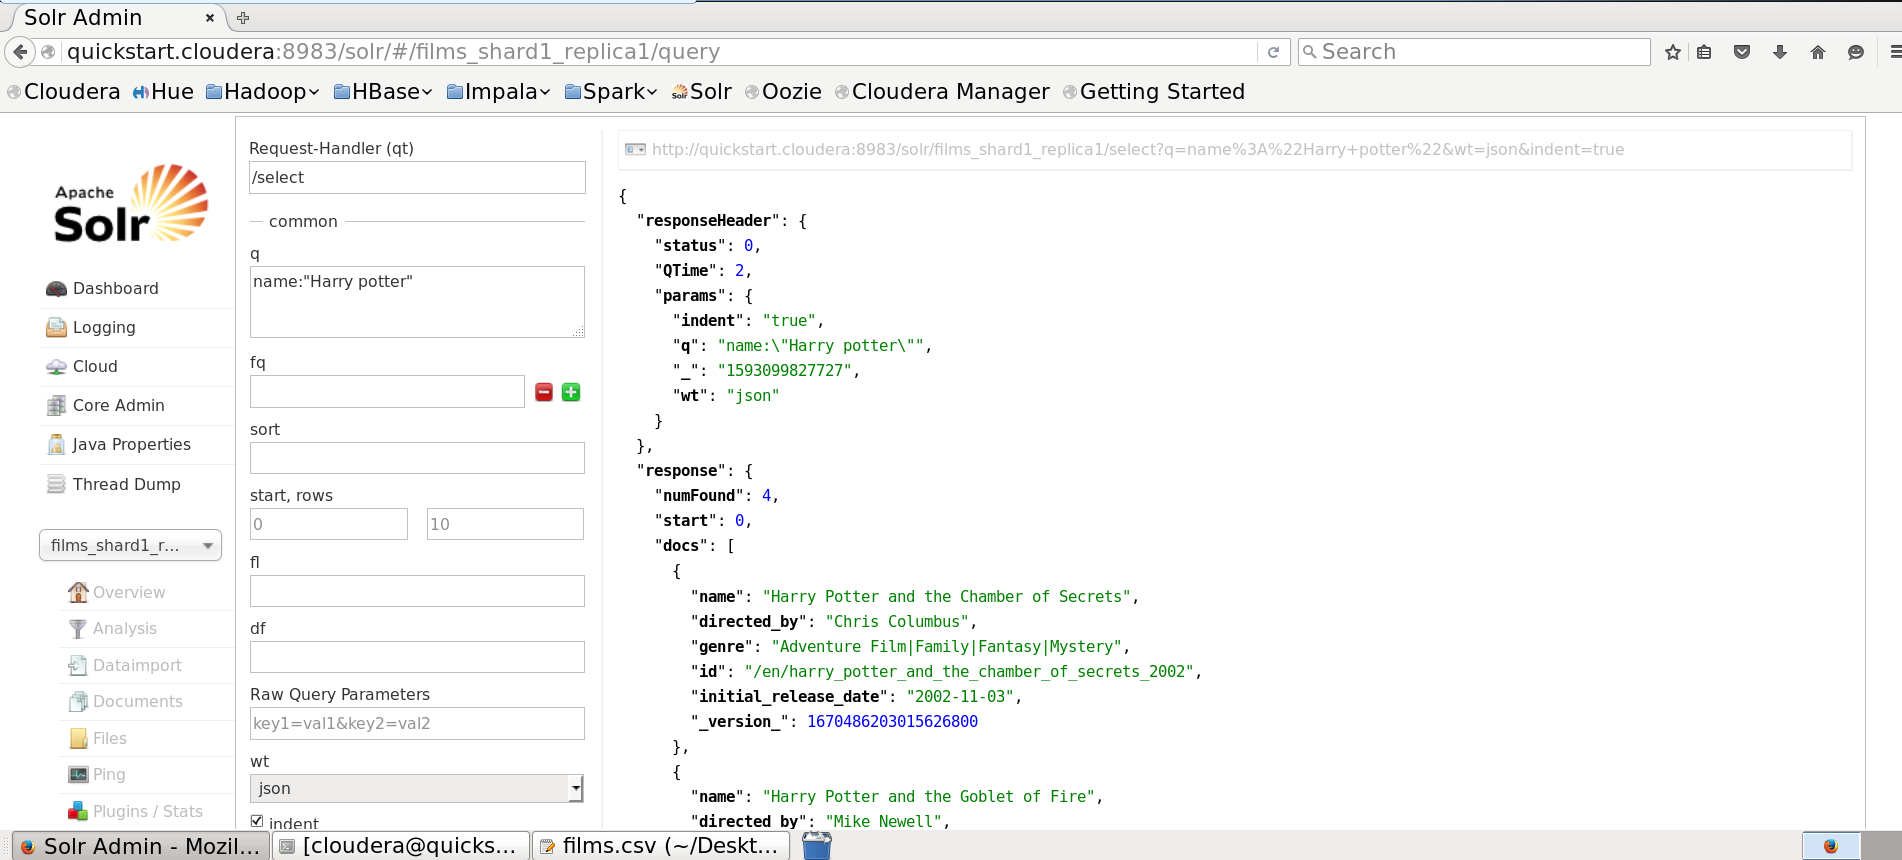 Solr Admin
quickstart.cloudera:8983/solr/#/films_shard1_replica1/query
Search
Cloudera Hue Hadoop HBase Impala Spark Solr Oozie Cloudera Manager Getting Started
Apache
Solr
Dashboard
Logging
Cloud
Core Admin
Java Properties
Thread Dump
films_shard1_r...
Overview
Analysis
Dataimport
Documents
Files
Ping
Plugins / Stats
Request-Handler (qt)
/select
common
q
name:"Harry potter"
fq
sort
start, rows
0 10
fl
df
Raw Query Parameters
key1=val1&key2=val2
wt
json
indent
http://quickstart.cloudera:8983/solr/films_shard1_replica1/select?q=name%3A%22Harry+potter%22&wt=json&indent=true
{
"responseHeader": {
"status": 0,
"QTime": 2,
"params": {
"indent": "true",
"q": "name:\"Harry potter\"",
"_": "1593099827727",
"wt": "json"
}
},
"response": {
"numFound": 4,
"start": 0,
"docs": [
{
"name": "Harry Potter and the Chamber of Secrets",
"directed_by": "Chris Columbus",
"genre": "Adventure Film|Family|Fantasy|Mystery",
"id": "/en/harry_potter_and_the_chamber_of_secrets_2002",
"initial_release_date": "2002-11-03",
"_version_": 1670486203015626800
},
{
"name": "Harry Potter and the Goblet of Fire",
"directed_by": "Mike Newell",
Solr Admin - Mozil... [cloudera@quicks... films.csv (~/Deskt...